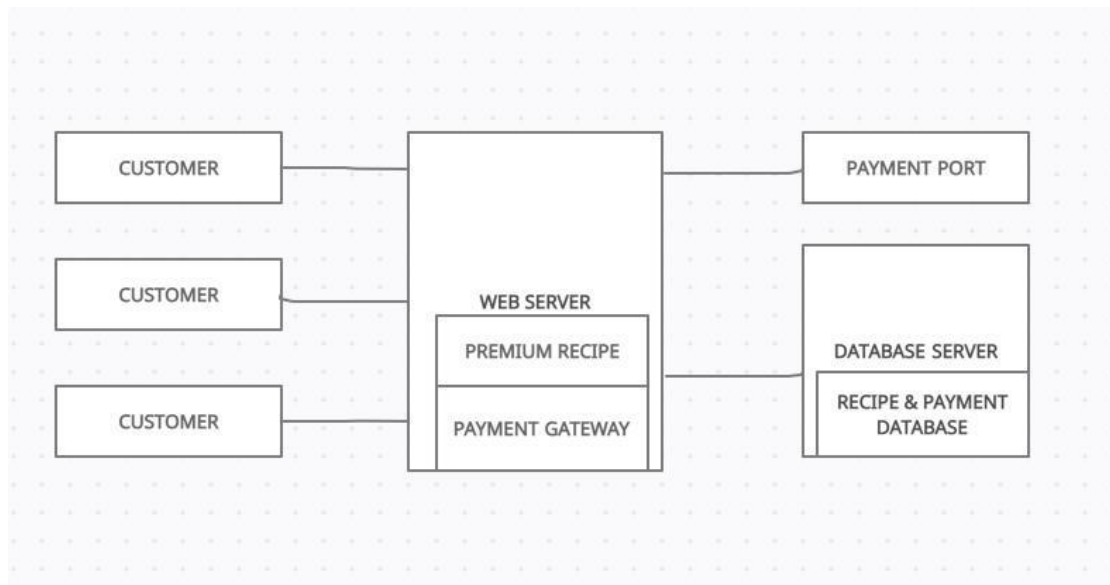 CUSTOMER
CUSTOMER
CUSTOMER
WEB SERVER
PREMIUM RECIPE
PAYMENT GATEWAY
PAYMENT PORT
DATABASE SERVER
RECIPE & PAYMENT
DATABASE